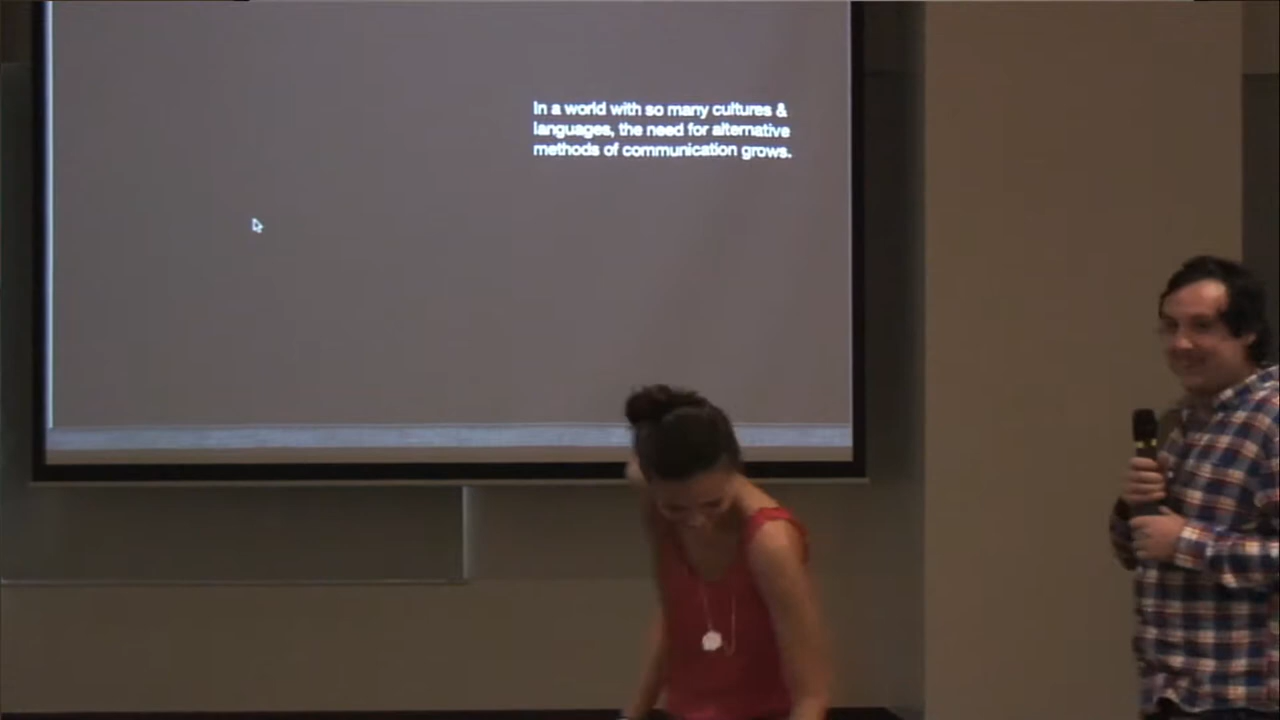 In a world with so many cultures &
languages, the need for alternative
methods of communication grows.